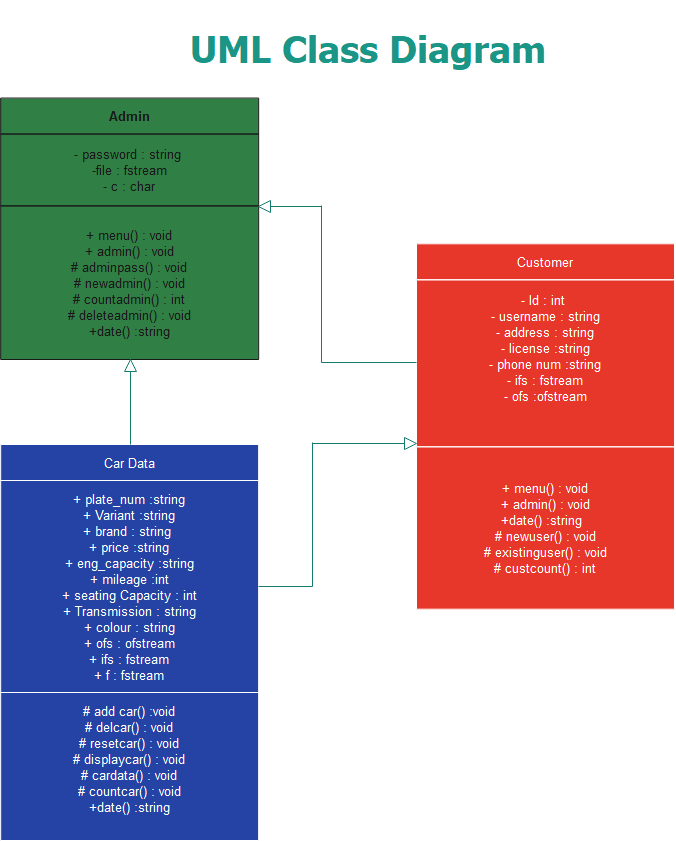 UML Class Diagram
Admin
- password : string
-file : fstream
- c : char
+ menu() : void
+ admin() : void
# adminpass() : void
# newadmin() : void
# countadmin() : int
# deleteadmin() : void
+date() :string
Customer
- Id : int
- username : string
- address : string
- license :string
- phone num :string
- ifs : fstream
- ofs :ofstream
+ menu() : void
+ admin() : void
+date() :string
# newuser() : void
# existinguser() : void
# custcount() : int
Car Data
+ plate_num :string
+ Variant :string
+ brand : string
+ price :string
+ eng_capacity :string
+ mileage :int
+ seating Capacity : int
+ Transmission : string
+ colour : string
+ ofs : ofstream
+ ifs : fstream
+ f : fstream
# add car() :void
# delcar() : void
# resetcar() : void
# displaycar() : void
# cardata() : void
# countcar() : void
+date() :string